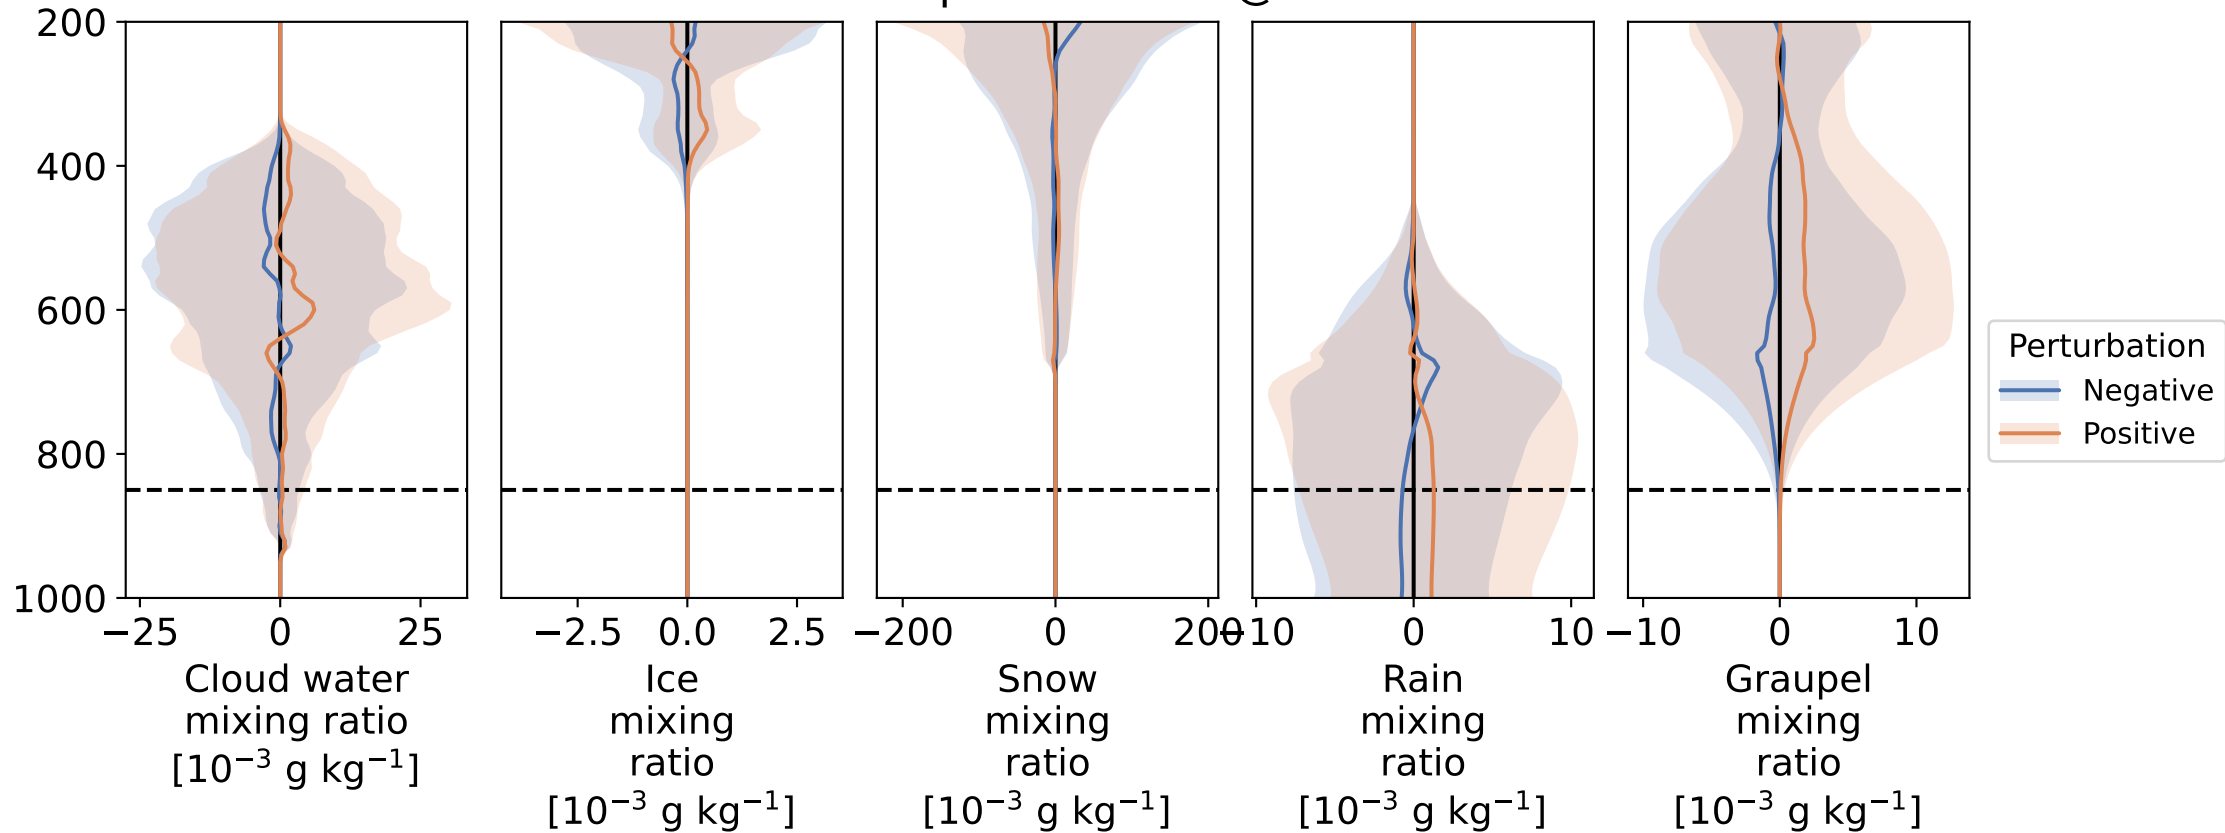 200
400
600
800
1000
−25 0 25
−2.5 0.0 2.5
−200 0 200
−10 0 10
−10 0 10
Cloud water
mixing ratio
[10⁻³ g kg⁻¹]
Ice
mixing
ratio
[10⁻³ g kg⁻¹]
Snow
mixing
ratio
[10⁻³ g kg⁻¹]
Rain
mixing
ratio
[10⁻³ g kg⁻¹]
Graupel
mixing
ratio
[10⁻³ g kg⁻¹]
Perturbation
Negative
Positive